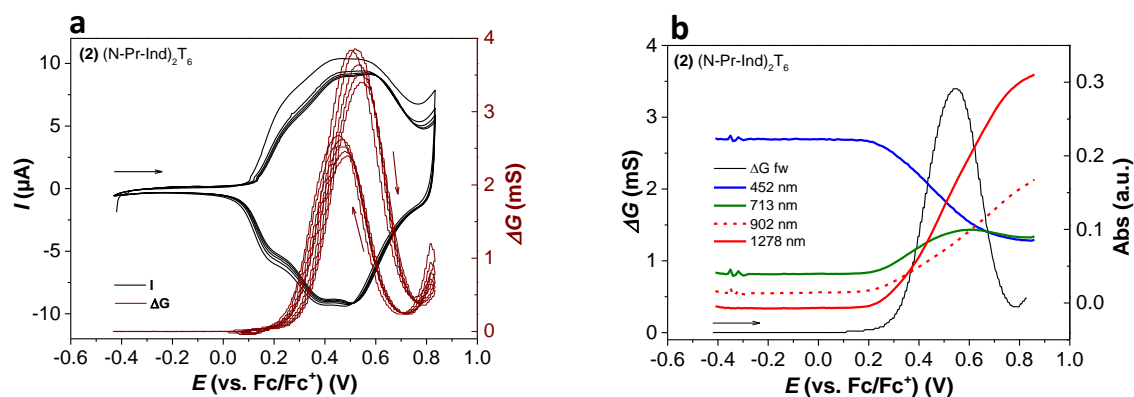 a
(2) (N-Pr-Ind)₂T₆
10
5
0
-5
-10
I (µA)
4
3
2
1
0
ΔG (mS)
I
ΔG
-0.6 -0.4 -0.2 0.0 0.2 0.4 0.6 0.8 1.0
E (vs. Fc/Fc⁺) (V)
b
(2) (N-Pr-Ind)₂T₆
4
3
2
1
0
ΔG (mS)
ΔG fw
452 nm
713 nm
902 nm
1278 nm
0.3
0.2
0.1
0.0
Abs (a.u.)
-0.4 -0.2 0.0 0.2 0.4 0.6 0.8 1.0
E (vs. Fc/Fc⁺) (V)